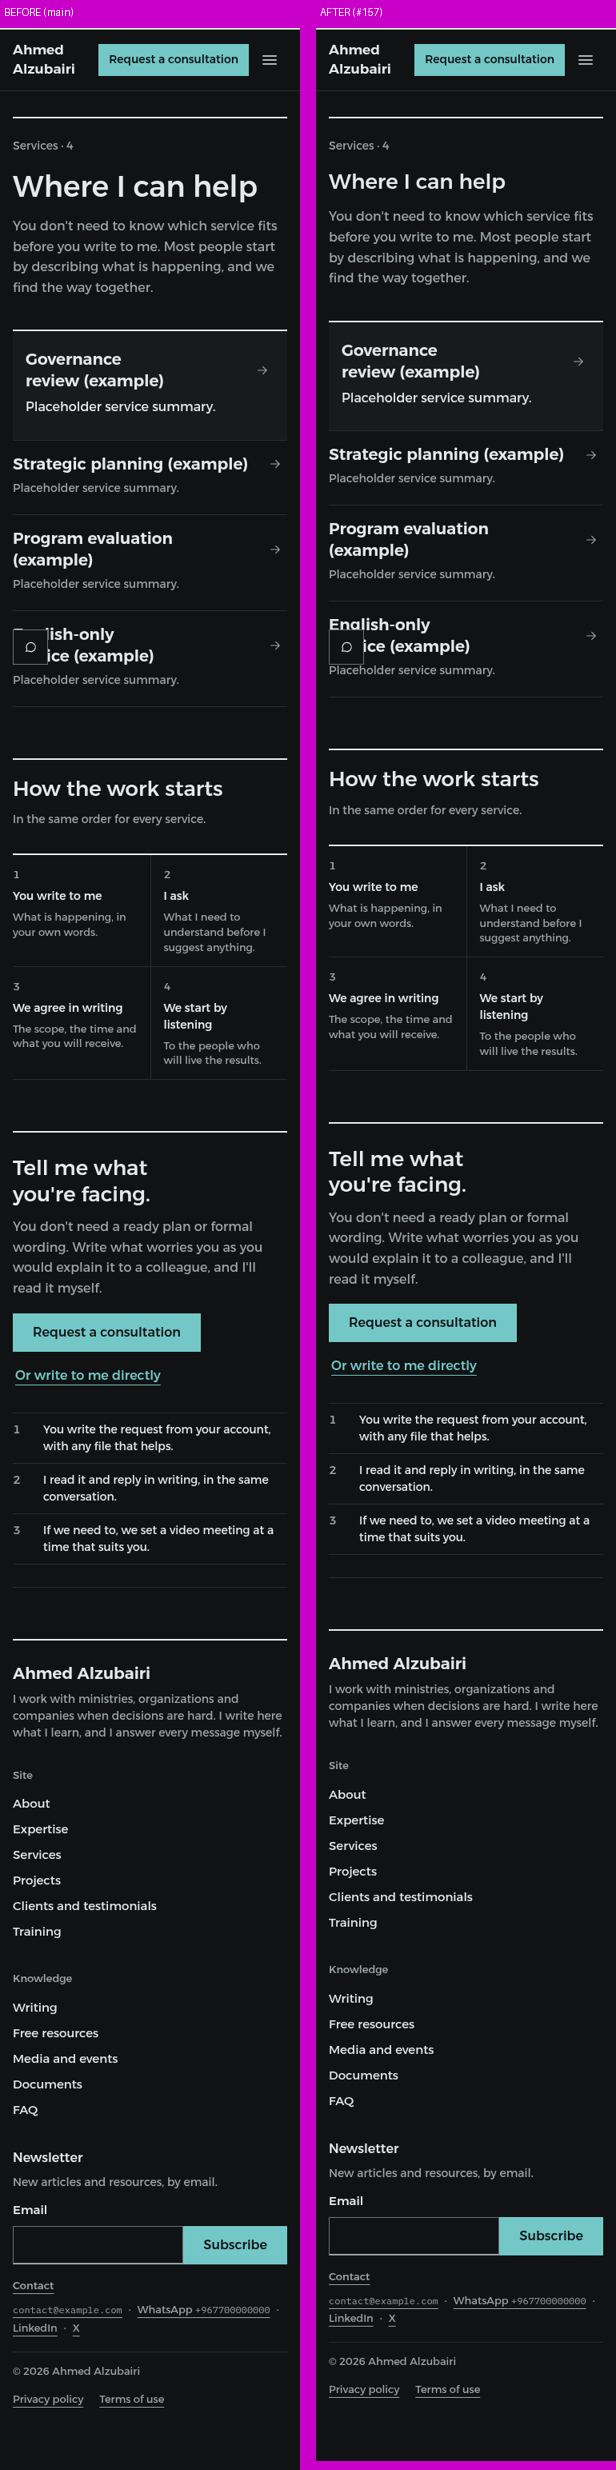 BEFORE (main)
Ahmed
Alzubairi
Request a consultation
Services · 4
Where I can help
You don't need to know which service fits
before you write to me. Most people start
by describing what is happening, and we
find the way together.
Governance
review (example)
Placeholder service summary.
Strategic planning (example)
Placeholder service summary.
Program evaluation
(example)
Placeholder service summary.
lish-only
ice (example)
Placeholder service summary.
How the work starts
In the same order for every service.
1
You write to me
What is happening, in
your own words.
2
I ask
What I need to
understand before I
suggest anything.
3
We agree in writing
The scope, the time and
what you will receive.
4
We start by
listening
To the people who
will live the results.
Tell me what
you're facing.
You don't need a ready plan or formal
wording. Write what worries you as you
would explain it to a colleague, and I'll
read it myself.
Request a consultation
Or write to me directly
1 You write the request from your account,
with any file that helps.
2 I read it and reply in writing, in the same
conversation.
3 If we need to, we set a video meeting at a
time that suits you.
Ahmed Alzubairi
I work with ministries, organizations and
companies when decisions are hard. I write here
what I learn, and I answer every message myself.
Site
About
Expertise
Services
Projects
Clients and testimonials
Training
Knowledge
Writing
Free resources
Media and events
Documents
FAQ
Newsletter
New articles and resources, by email.
Email
Subscribe
Contact
contact@example.com · WhatsApp +967700000000 ·
LinkedIn · X
© 2026 Ahmed Alzubairi
Privacy policy Terms of use
AFTER (#157)
Ahmed
Alzubairi
Request a consultation
Services · 4
Where I can help
You don't need to know which service fits
before you write to me. Most people start
by describing what is happening, and we
find the way together.
Governance
review (example)
Placeholder service summary.
Strategic planning (example)
Placeholder service summary.
Program evaluation
(example)
Placeholder service summary.
English-only
ice (example)
Placeholder service summary.
How the work starts
In the same order for every service.
1
You write to me
What is happening, in
your own words.
2
I ask
What I need to
understand before I
suggest anything.
3
We agree in writing
The scope, the time and
what you will receive.
4
We start by
listening
To the people who
will live the results.
Tell me what
you're facing.
You don't need a ready plan or formal
wording. Write what worries you as you
would explain it to a colleague, and I'll
read it myself.
Request a consultation
Or write to me directly
1 You write the request from your account,
with any file that helps.
2 I read it and reply in writing, in the same
conversation.
3 If we need to, we set a video meeting at a
time that suits you.
Ahmed Alzubairi
I work with ministries, organizations and
companies when decisions are hard. I write here
what I learn, and I answer every message myself.
Site
About
Expertise
Services
Projects
Clients and testimonials
Training
Knowledge
Writing
Free resources
Media and events
Documents
FAQ
Newsletter
New articles and resources, by email.
Email
Subscribe
Contact
contact@example.com · WhatsApp +967700000000 ·
LinkedIn · X
© 2026 Ahmed Alzubairi
Privacy policy Terms of use